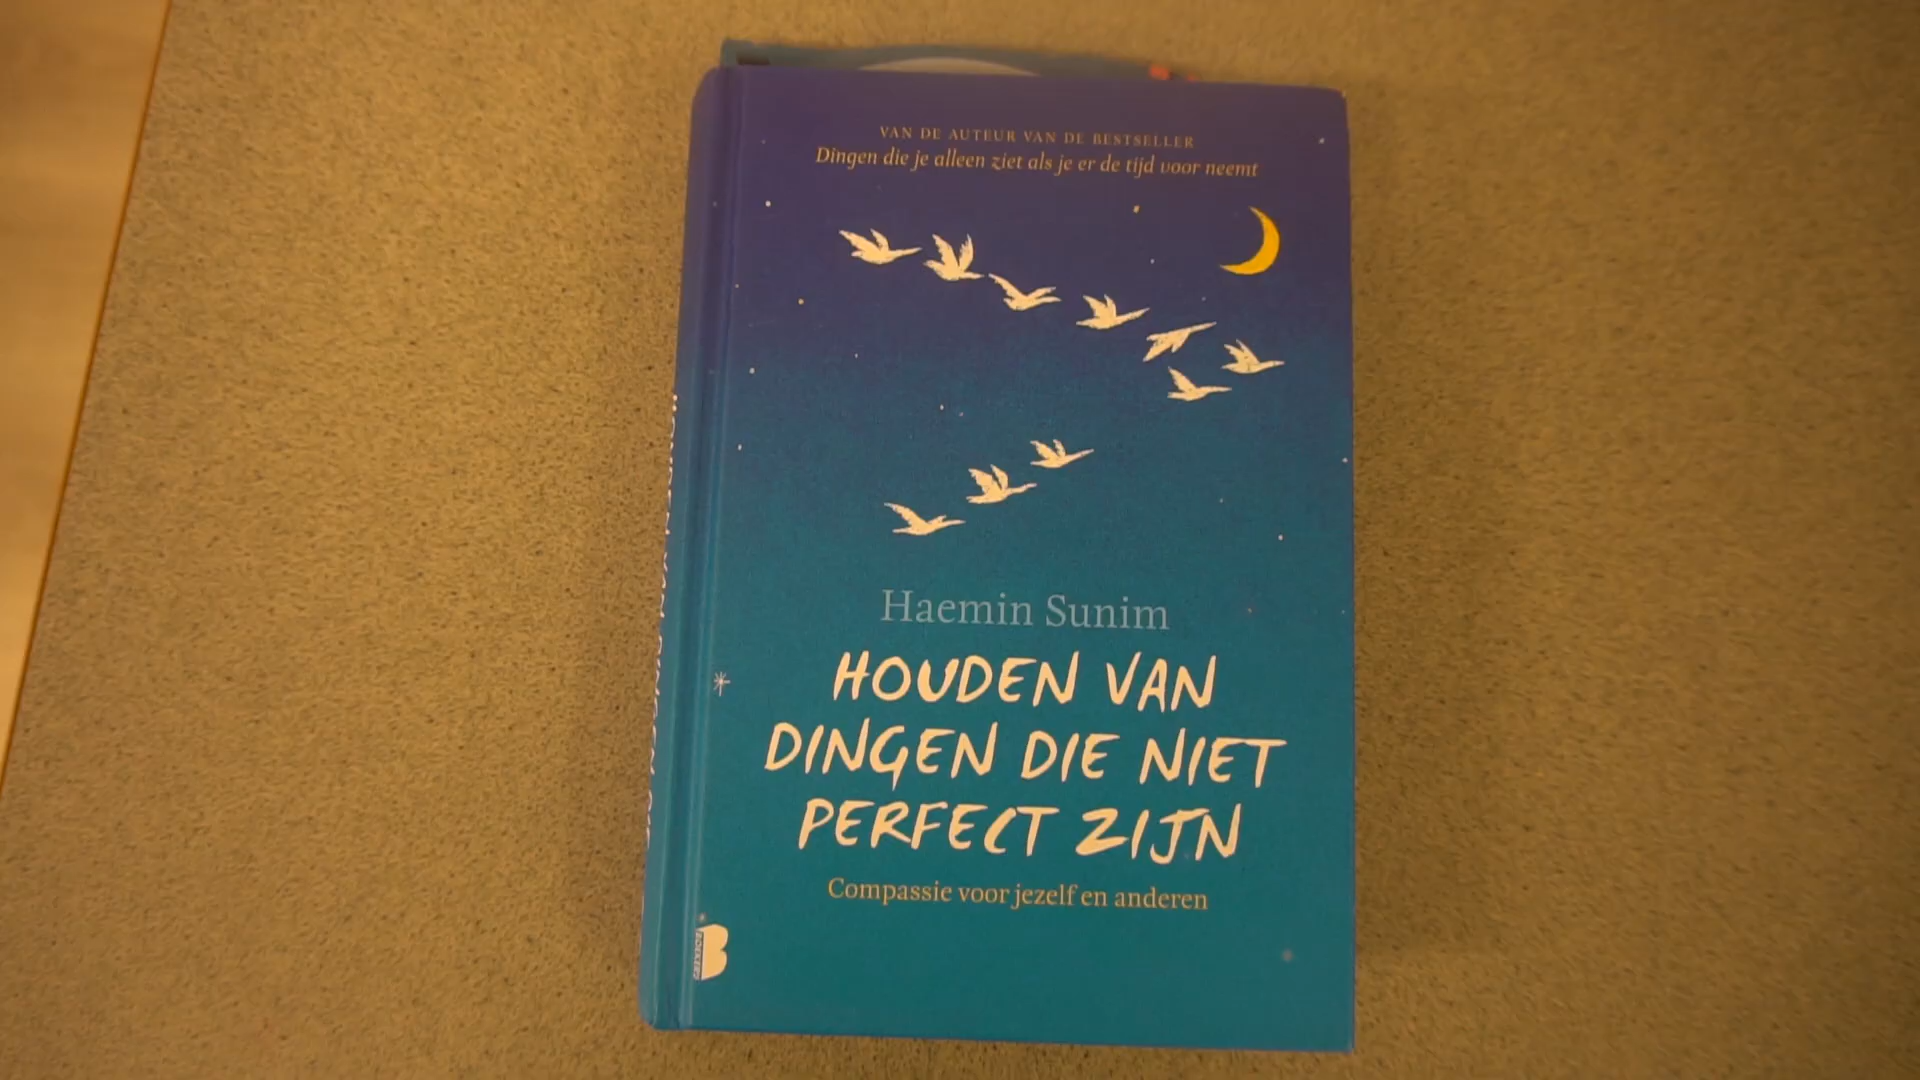 VAN DE AUTEUR VAN DE BESTSELLER
Dingen die je alleen ziet als je er de tijd voor neemt
Haemin Sunim
HOUDEN VAN
DINGEN DIE NIET
PERFECT ZIJN
Compassie voor jezelf en anderen
B
BOEKERIJ